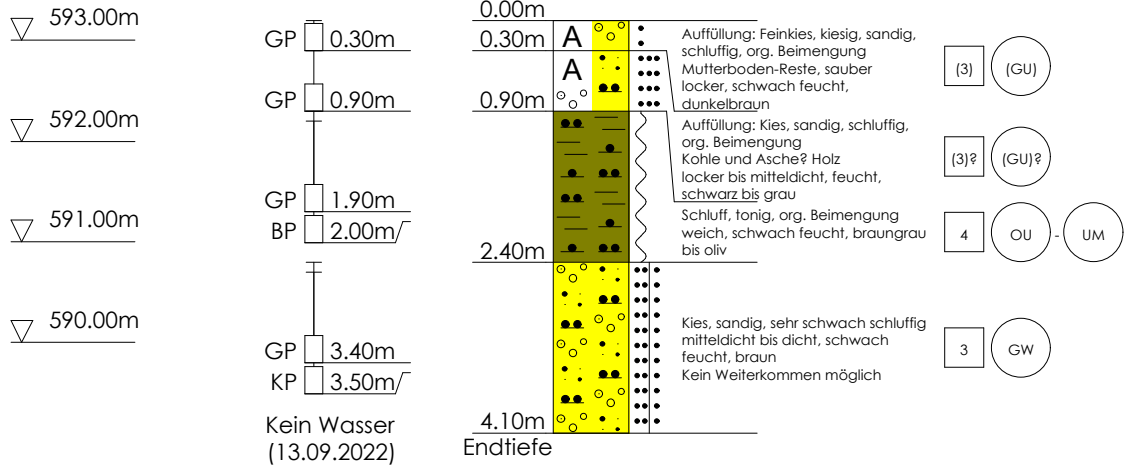 593.00m
592.00m
591.00m
590.00m
GP 0.30m
GP 0.90m
GP 1.90m
BP 2.00m
GP 3.40m
KP 3.50m
Kein Wasser
(13.09.2022)
0.00m
0.30m
0.90m
2.40m
4.10m
Endtiefe
A
A
Auffüllung: Feinkies, kiesig, sandig,
schluffig, org. Beimengung
Mutterboden-Reste, sauber
locker, schwach feucht,
dunkelbraun
(3) (GU)
Auffüllung: Kies, sandig, schluffig,
org. Beimengung
Kohle und Asche? Holz
locker bis mitteldicht, feucht,
schwarz bis grau
(3)? (GU)?
Schluff, tonig, org. Beimengung
weich, schwach feucht, braungrau
bis oliv
4 OU - UM
Kies, sandig, sehr schwach schluffig
mitteldicht bis dicht, schwach
feucht, braun
Kein Weiterkommen möglich
3 GW